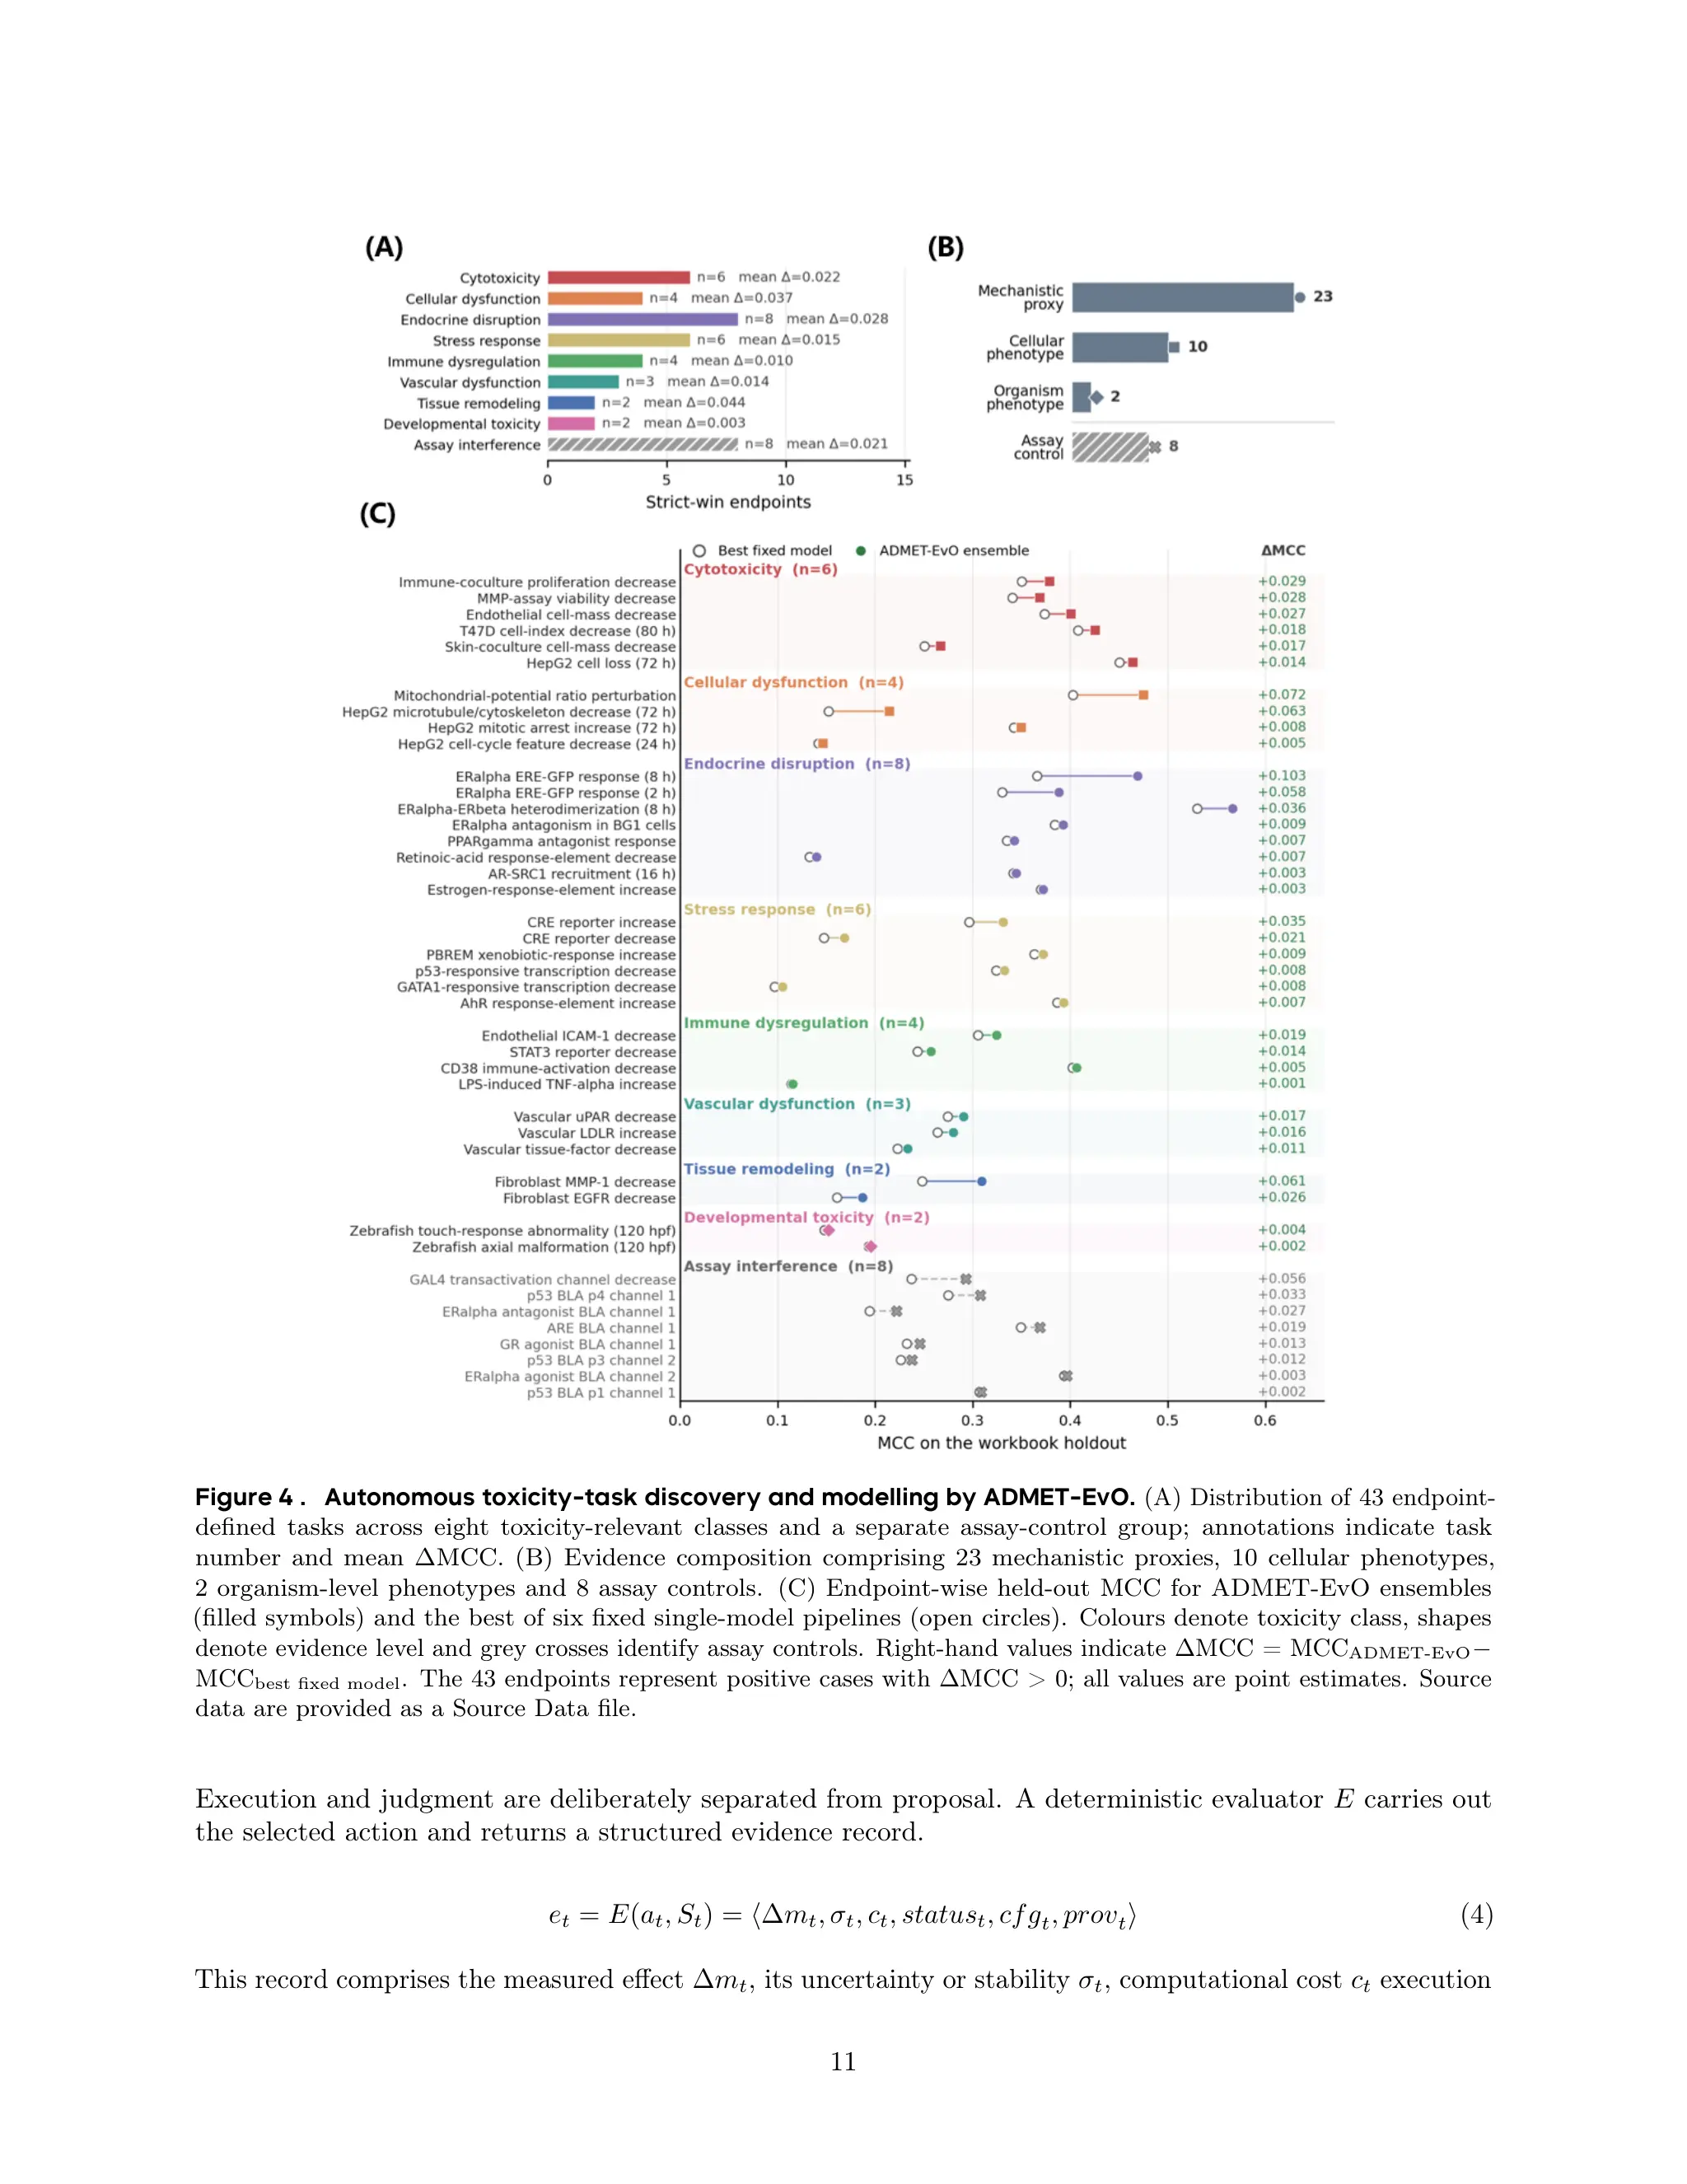 (A)
Cytotoxicity n=6 mean Δ=0.022
Cellular dysfunction n=4 mean Δ=0.037
Endocrine disruption n=8 mean Δ=0.028
Stress response n=6 mean Δ=0.015
Immune dysregulation n=4 mean Δ=0.010
Vascular dysfunction n=3 mean Δ=0.014
Tissue remodeling n=2 mean Δ=0.044
Developmental toxicity n=2 mean Δ=0.003
Assay interference n=8 mean Δ=0.021
0 5 10 15
Strict-win endpoints
(B)
Mechanistic
proxy 23
Cellular
phenotype 10
Organism
phenotype 2
Assay
control 8
(C)
Best fixed model ADMET-EvO ensemble ΔMCC
Cytotoxicity (n=6)
Immune-coculture proliferation decrease +0.029
MMP-assay viability decrease +0.028
Endothelial cell-mass decrease +0.027
T47D cell-index decrease (80 h) +0.018
Skin-coculture cell-mass decrease +0.017
HepG2 cell loss (72 h) +0.014
Cellular dysfunction (n=4)
Mitochondrial-potential ratio perturbation +0.072
HepG2 microtubule/cytoskeleton decrease (72 h) +0.063
HepG2 mitotic arrest increase (72 h) +0.008
HepG2 cell-cycle feature decrease (24 h) +0.005
Endocrine disruption (n=8)
ERalpha ERE-GFP response (8 h) +0.103
ERalpha ERE-GFP response (2 h) +0.058
ERalpha-ERbeta heterodimerization (8 h) +0.036
ERalpha antagonism in BG1 cells +0.009
PPARgamma antagonist response +0.007
Retinoic-acid response-element decrease +0.007
AR-SRC1 recruitment (16 h) +0.003
Estrogen-response-element increase +0.003
Stress response (n=6)
CRE reporter increase +0.035
CRE reporter decrease +0.021
PBREM xenobiotic-response increase +0.009
p53-responsive transcription decrease +0.008
GATA1-responsive transcription decrease +0.008
AhR response-element increase +0.007
Immune dysregulation (n=4)
Endothelial ICAM-1 decrease +0.019
STAT3 reporter decrease +0.014
CD38 immune-activation decrease +0.005
LPS-induced TNF-alpha increase +0.001
Vascular dysfunction (n=3)
Vascular uPAR decrease +0.017
Vascular LDLR increase +0.016
Vascular tissue-factor decrease +0.011
Tissue remodeling (n=2)
Fibroblast MMP-1 decrease +0.061
Fibroblast EGFR decrease +0.026
Developmental toxicity (n=2)
Zebrafish touch-response abnormality (120 hpf) +0.004
Zebrafish axial malformation (120 hpf) +0.002
Assay interference (n=8)
GAL4 transactivation channel decrease +0.056
p53 BLA p4 channel 1 +0.033
ERalpha antagonist BLA channel 1 +0.027
ARE BLA channel 1 +0.019
GR agonist BLA channel 1 +0.013
p53 BLA p3 channel 2 +0.012
ERalpha agonist BLA channel 2 +0.003
p53 BLA p1 channel 1 +0.002
0.0 0.1 0.2 0.3 0.4 0.5 0.6
MCC on the workbook holdout
Figure 4 . Autonomous toxicity-task discovery and modelling by ADMET-EvO. (A) Distribution of 43 endpoint-
defined tasks across eight toxicity-relevant classes and a separate assay-control group; annotations indicate task
number and mean ΔMCC. (B) Evidence composition comprising 23 mechanistic proxies, 10 cellular phenotypes,
2 organism-level phenotypes and 8 assay controls. (C) Endpoint-wise held-out MCC for ADMET-EvO ensembles
(filled symbols) and the best of six fixed single-model pipelines (open circles). Colours denote toxicity class, shapes
denote evidence level and grey crosses identify assay controls. Right-hand values indicate ΔMCC = MCC_ADMET-EvO −
MCC_best fixed model. The 43 endpoints represent positive cases with ΔMCC > 0; all values are point estimates. Source
data are provided as a Source Data file.
Execution and judgment are deliberately separated from proposal. A deterministic evaluator E carries out
the selected action and returns a structured evidence record.
e_t = E(a_t, S_t) = ⟨Δm_t, σ_t, c_t, status_t, cfg_t, prov_t⟩ (4)
This record comprises the measured effect Δm_t, its uncertainty or stability σ_t, computational cost c_t execution
11